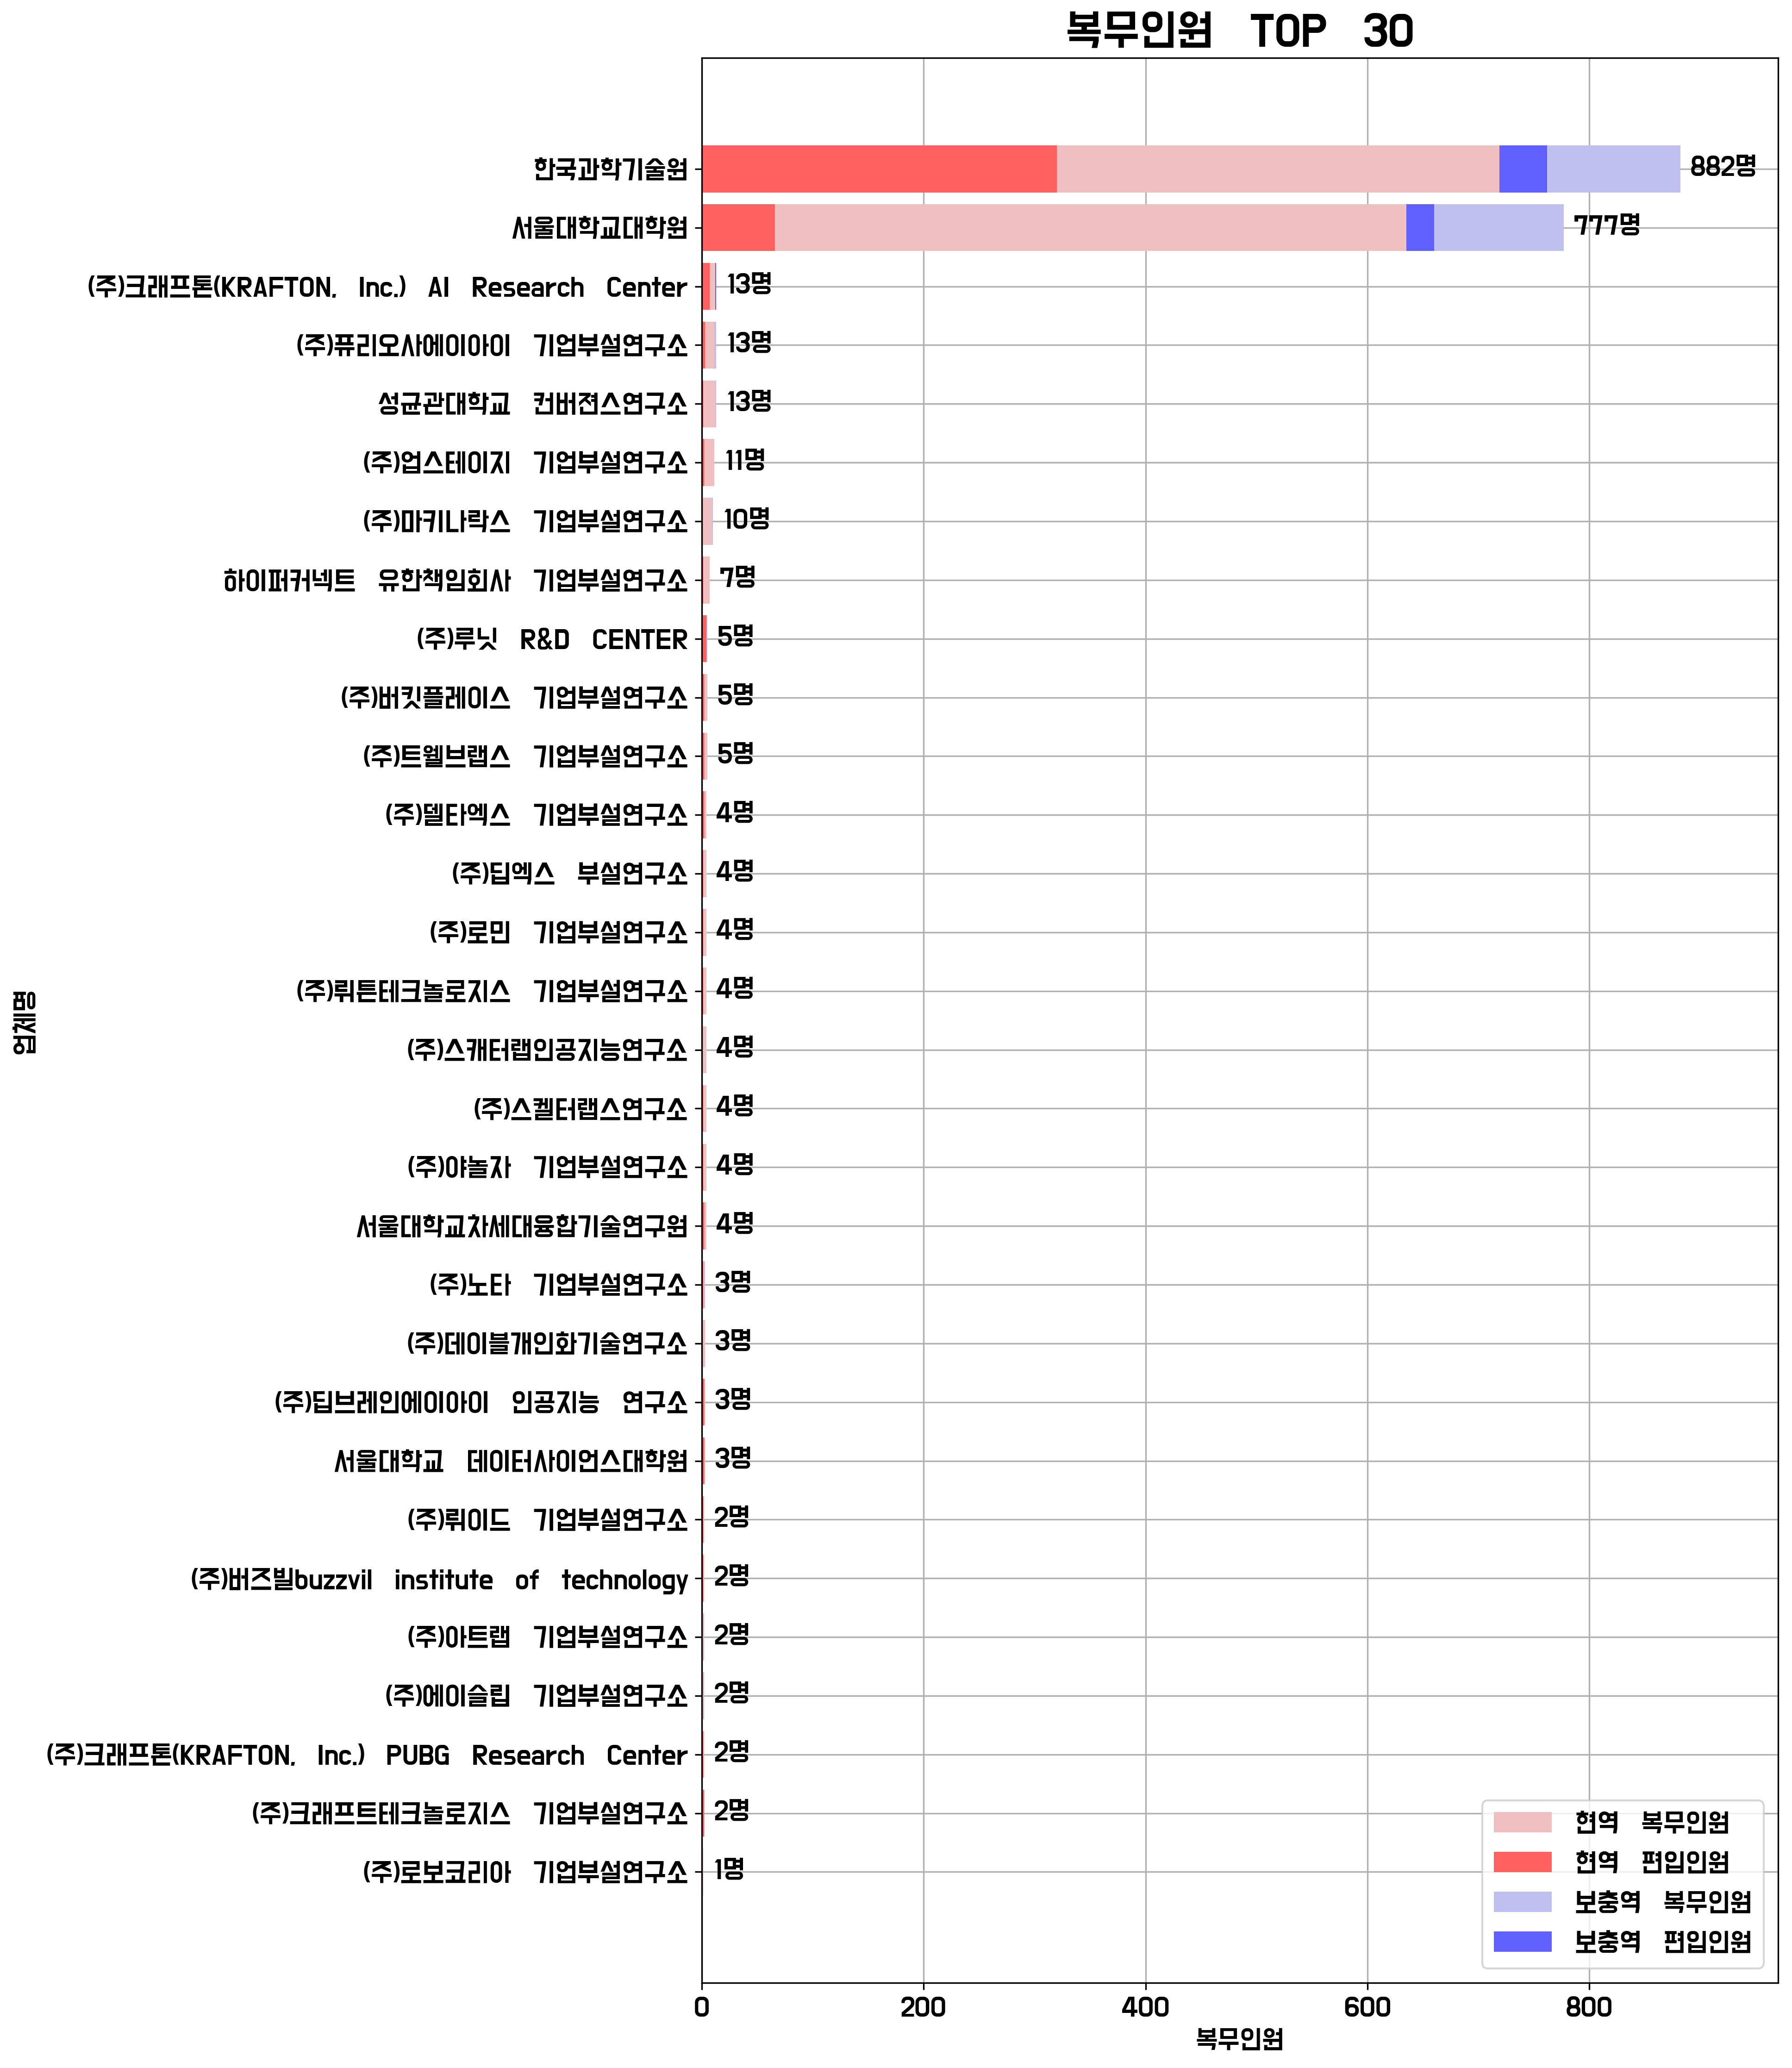 복무인원 TOP 30
한국과학기술원 882명
서울대학교대학원 777명
(주)크래프톤(KRAFTON, Inc.) AI Research Center 13명
(주)퓨리오사에이아이 기업부설연구소 13명
성균관대학교 컨버젼스연구소 13명
(주)업스테이지 기업부설연구소 11명
(주)마키나락스 기업부설연구소 10명
하이퍼커넥트 유한책임회사 기업부설연구소 7명
(주)루닛 R&D CENTER 5명
(주)버킷플레이스 기업부설연구소 5명
(주)트웰브랩스 기업부설연구소 5명
(주)델타엑스 기업부설연구소 4명
(주)딥엑스 부설연구소 4명
(주)로민 기업부설연구소 4명
(주)뤼튼테크놀로지스 기업부설연구소 4명
(주)스캐터랩인공지능연구소 4명
(주)스켈터랩스연구소 4명
(주)야놀자 기업부설연구소 4명
서울대학교차세대융합기술연구원 4명
(주)노타 기업부설연구소 3명
(주)데이블개인화기술연구소 3명
(주)딥브레인에이아이 인공지능 연구소 3명
서울대학교 데이터사이언스대학원 3명
(주)뤼이드 기업부설연구소 2명
(주)버즈빌buzzvil institute of technology 2명
(주)아트랩 기업부설연구소 2명
(주)에이슬립 기업부설연구소 2명
(주)크래프톤(KRAFTON, Inc.) PUBG Research Center 2명
(주)크래프트테크놀로지스 기업부설연구소 2명
(주)로보코리아 기업부설연구소 1명
업체명
현역 복무인원
현역 편입인원
보충역 복무인원
보충역 편입인원
0 200 400 600 800
복무인원